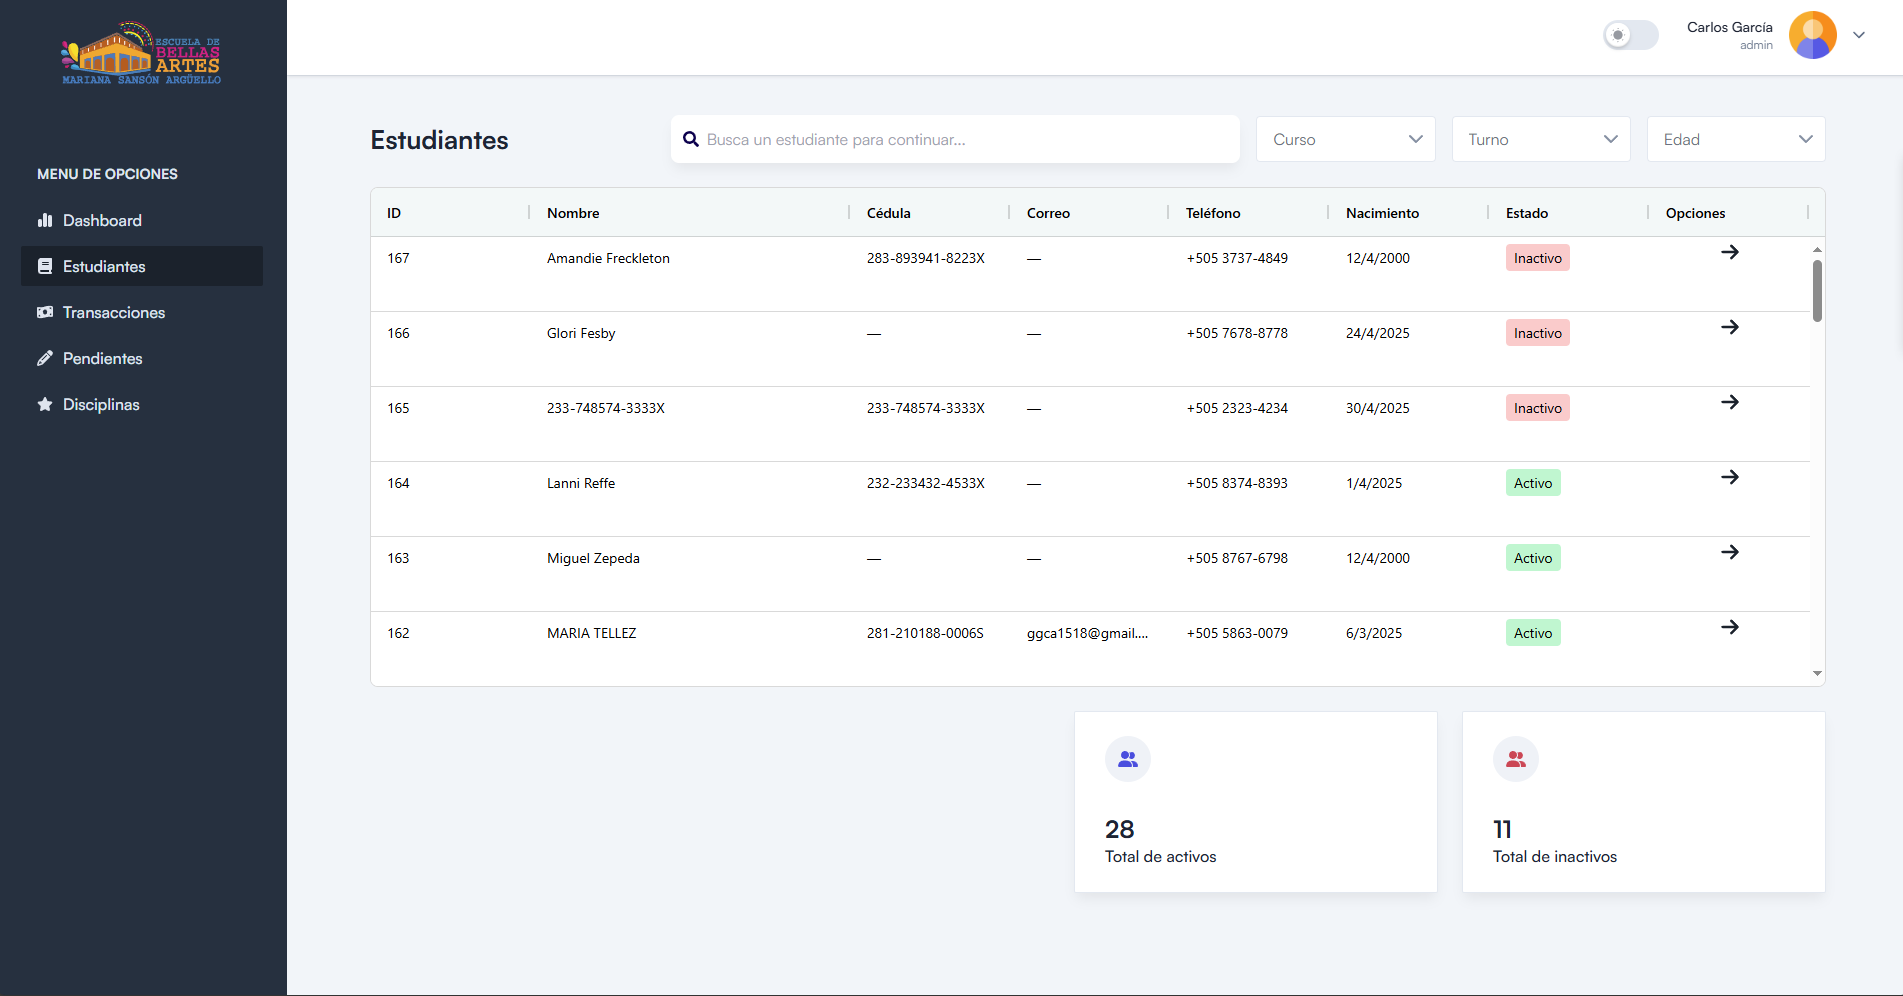 ESCUELA DE
BELLAS
ARTES
MARIANA SANSÓN ARGÜELLO
Carlos García
admin
MENU DE OPCIONES
Dashboard
Estudiantes
Transacciones
Pendientes
Disciplinas
Estudiantes
Busca un estudiante para continuar...
Curso
Turno
Edad
ID Nombre Cédula Correo Teléfono Nacimiento Estado Opciones
167 Amandie Freckleton 283-893941-8223X — +505 3737-4849 12/4/2000 Inactivo
166 Glori Fesby — — +505 7678-8778 24/4/2025 Inactivo
165 233-748574-3333X 233-748574-3333X — +505 2323-4234 30/4/2025 Inactivo
164 Lanni Reffe 232-233432-4533X — +505 8374-8393 1/4/2025 Activo
163 Miguel Zepeda — — +505 8767-6798 12/4/2000 Activo
162 MARIA TELLEZ 281-210188-0006S ggca1518@gmail.... +505 5863-0079 6/3/2025 Activo
28
Total de activos
11
Total de inactivos